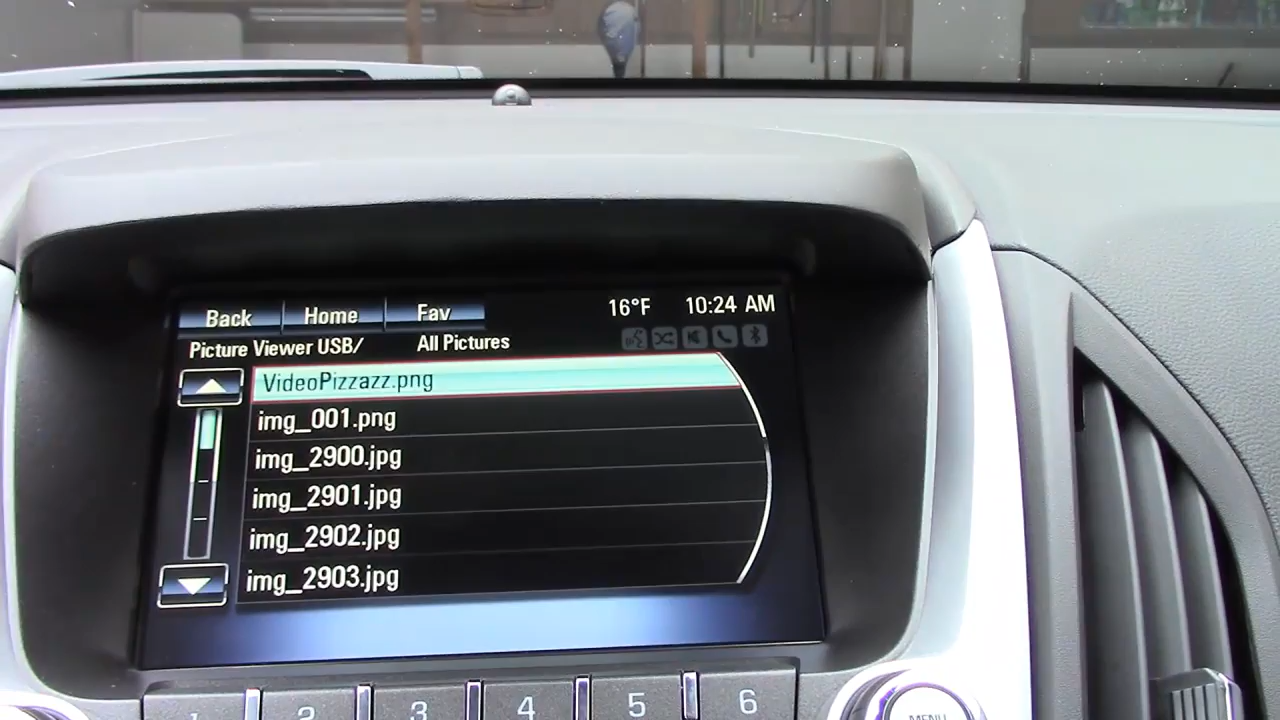 Back Home Fav 16°F 10:24 AM
Picture Viewer USB/ All Pictures
VideoPizzazz.png
img_001.png
img_2900.jpg
img_2901.jpg
img_2902.jpg
img_2903.jpg
1 2 3 4 5 6
MENU